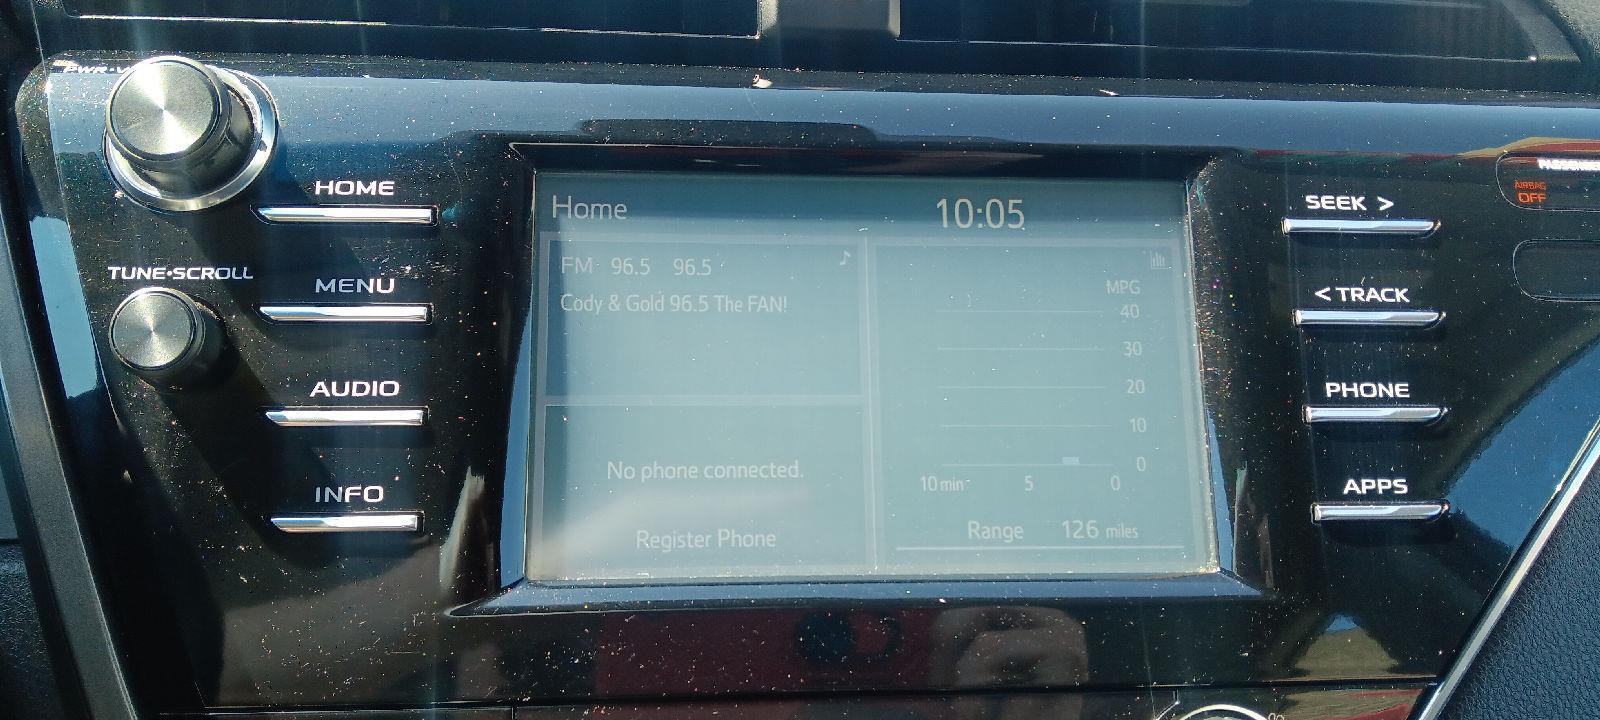 HOME
MENU
AUDIO
INFO
TUNE•SCROLL
Home 10:05
FM 96.5 96.5
Cody & Gold 96.5 The FAN!
No phone connected.
Register Phone
MPG
40
30
20
10
0
10 min 5 0
Range 126 miles
SEEK >
< TRACK
PHONE
APPS
AIRBAG
OFF